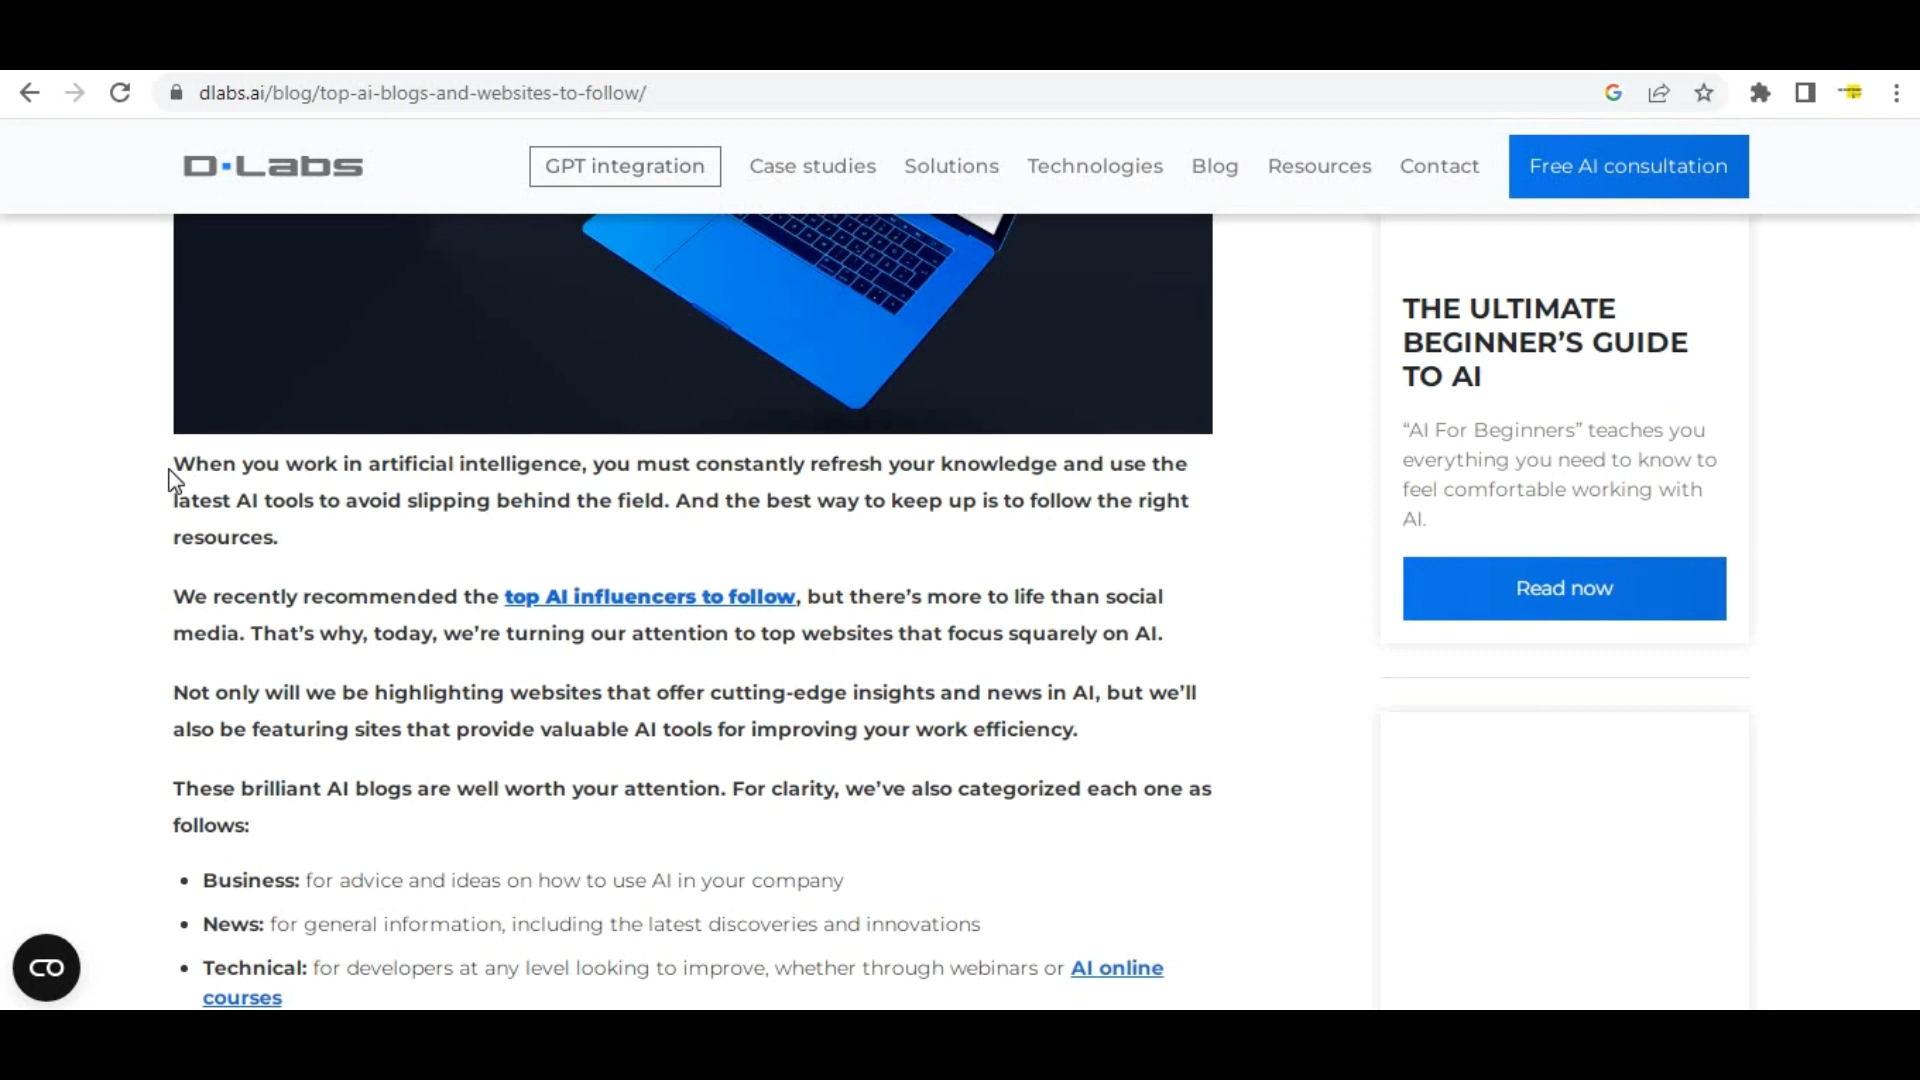 dlabs.ai/blog/top-ai-blogs-and-websites-to-follow/
D·Labs
GPT integration
Case studies
Solutions
Technologies
Blog
Resources
Contact
Free AI consultation
When you work in artificial intelligence, you must constantly refresh your knowledge and use the
latest AI tools to avoid slipping behind the field. And the best way to keep up is to follow the right
resources.
We recently recommended the top AI influencers to follow, but there’s more to life than social
media. That’s why, today, we’re turning our attention to top websites that focus squarely on AI.
Not only will we be highlighting websites that offer cutting-edge insights and news in AI, but we’ll
also be featuring sites that provide valuable AI tools for improving your work efficiency.
These brilliant AI blogs are well worth your attention. For clarity, we’ve also categorized each one as
follows:
• Business: for advice and ideas on how to use AI in your company
• News: for general information, including the latest discoveries and innovations
• Technical: for developers at any level looking to improve, whether through webinars or AI online
courses
THE ULTIMATE
BEGINNER’S GUIDE
TO AI
“AI For Beginners” teaches you
everything you need to know to
feel comfortable working with
AI.
Read now